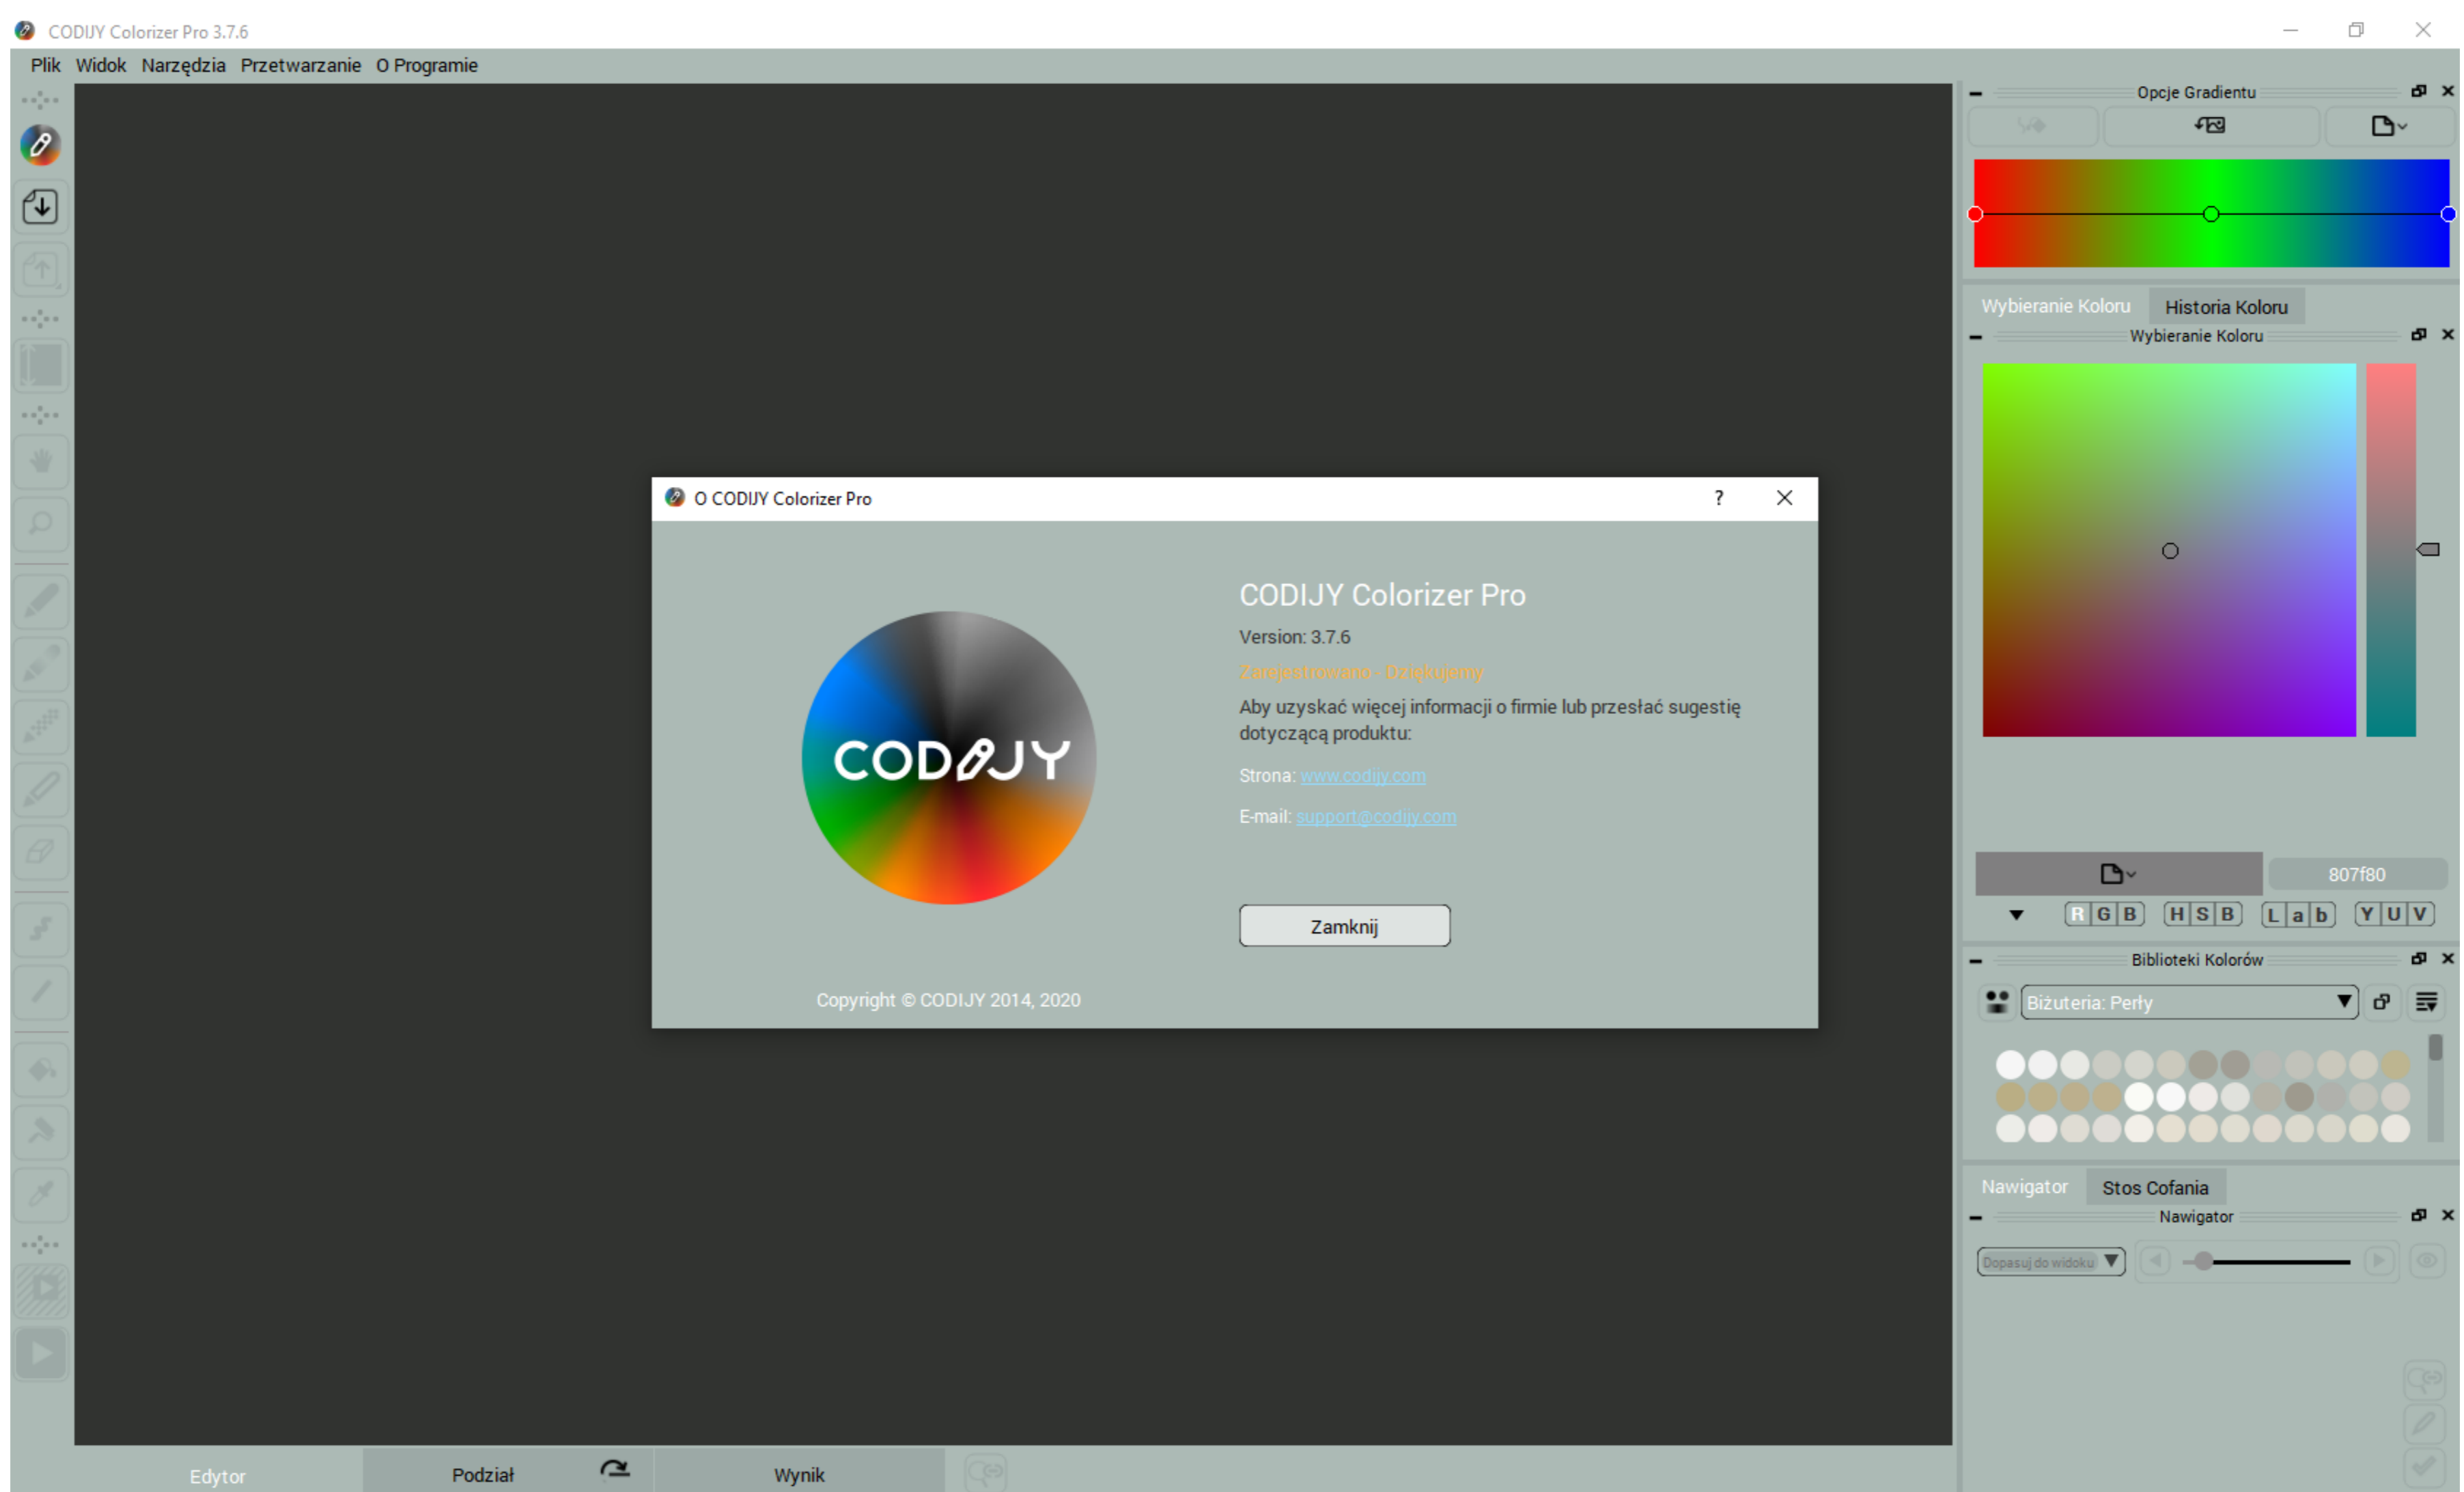 CODIJY Colorizer Pro 3.7.6
Plik Widok Narzędzia Przetwarzanie O Programie
Opcje Gradientu
Wybieranie Koloru Historia Koloru
Wybieranie Koloru
O CODIJY Colorizer Pro
?
CODIJY Colorizer Pro
Version: 3.7.6
Zarejestrowano - Dziękujemy
Aby uzyskać więcej informacji o firmie lub przesłać sugestię
dotyczącą produktu:
CODIJY
Strona: www.codijy.com
E-mail: support@codijy.com
Zamknij
Copyright © CODIJY 2014, 2020
807f80
R G B H S B L a b Y U V
Biblioteki Kolorów
Biżuteria: Perły
Nawigator Stos Cofania
Nawigator
Dopasuj do widoku
Edytor Podział Wynik